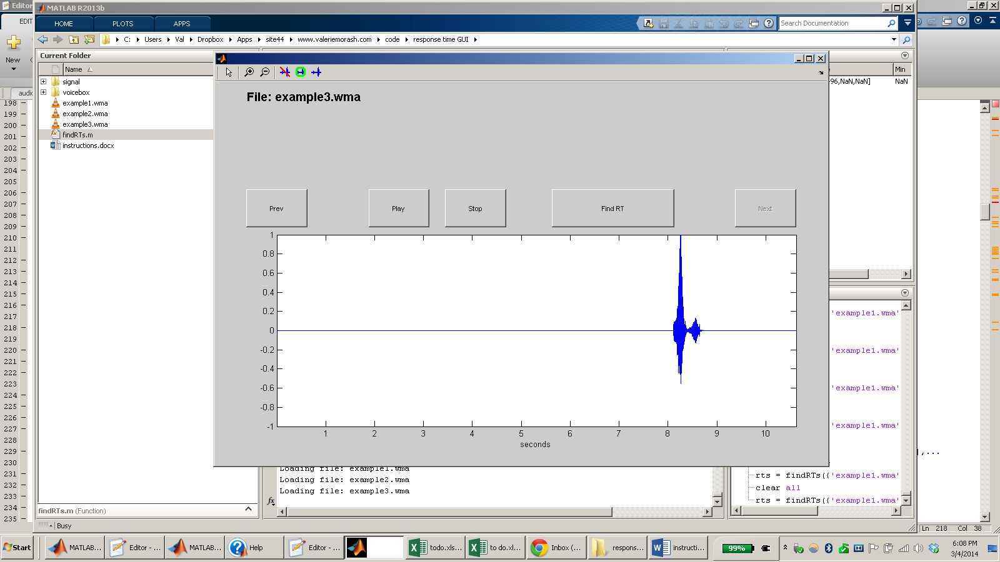 Editor
MATLAB R2013b
EDIT
HOME
PLOTS
APPS
Search Documentation
C:
Users
Val
Dropbox
Apps
site44
www.valeriemorash.com
code
response time GUI
New
Current Folder
Name
Min
signal
-96,NaN,NaN]
NaN
voicebox
audio
example1.wma
example2.wma
example3.wma
findRTs.m
instructions.docx
File: example3.wma
Prev
Play
Stop
Find RT
Next
1
0.8
0.6
0.4
0.2
0
-0.2
-0.4
-0.6
-0.8
-1
1 2 3 4 5 6 7 8 9 10
seconds
198
199
200
201
202
203
204
205
206
207
208
209
210
211
212
213
214
215
216
217
218
219
220
221
222
223
224
225
226
227
228
229
230
231
232
233
234
235
'example1.wma'
'example1.wma'
'example1.wma'
'example1.wma'
,...
rts = findRTs({'example1.wma'
clear all
rts = findRTs({'example1.wma'
Loading file: example1.wma
Loading file: example2.wma
Loading file: example3.wma
fx
findRTs.m (Function)
Busy
Ln 218 Col 38
Start
MATLAB...
Editor - ...
MATLAB...
Help
Editor - ...
todo.xls...
to do.xl...
Inbox (...
respons...
instructi...
99%
6:08 PM
3/4/2014